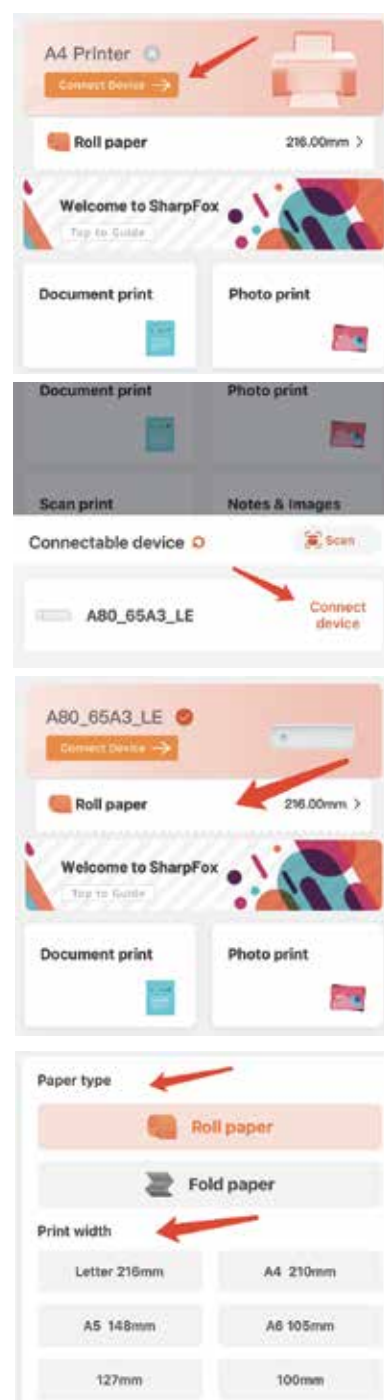 A4 Printer
Connect Device
Roll paper 216.00mm >
Welcome to SharpFox
Tap to Guide
Document print Photo print
Document print Photo print
Scan print Notes & Images
Connectable device Scan
A80_65A3_LE Connect
device
A80_65A3_LE
Connect Device
Roll paper 216.00mm >
Welcome to SharpFox
Tap to Guide
Document print Photo print
Paper type
Roll paper
Fold paper
Print width
Letter 216mm A4 210mm
A5 148mm A6 105mm
127mm 100mm